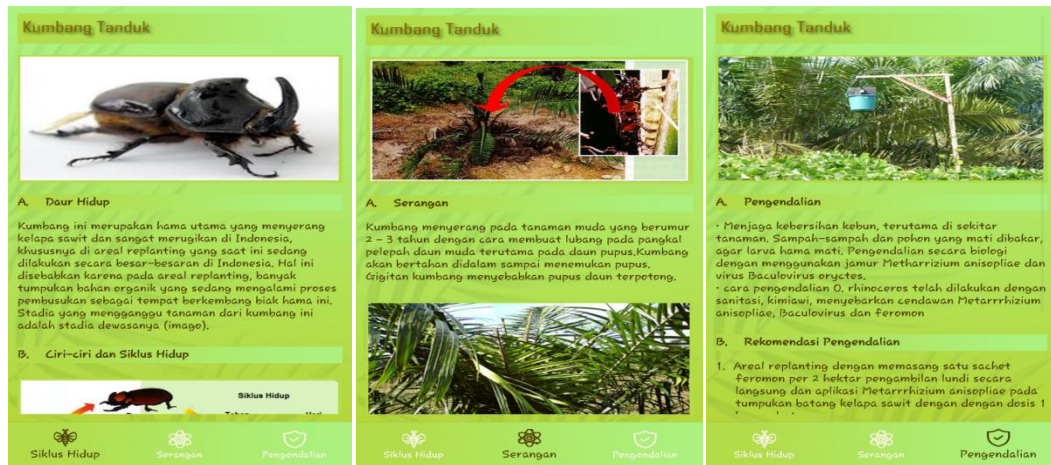 Kumbang Tanduk
A. Daur Hidup
Kumbang ini merupakan hama utama yang menyerang
kelapa sawit dan sangat merugikan di Indonesia,
khususnya di areal replanting yang saat ini sedang
dilakukan secara besar-besaran di Indonesia, Hal ini
disebabkan karena pada areal replanting, banyak
tumpukan bahan organik yang sedang mengalami proses
pembusukan sebagai tempat berkembang biak hama ini.
Stadia yang mengganggu tanaman dari kumbang ini
adalah stadia dewasanya (imago).
B. Ciri-ciri dan Siklus Hidup
Siklus Hidup
Siklus Hidup
Serangan
Pengendalian
Kumbang Tanduk
A. Serangan
Kumbang menyerang pada tanaman muda yang berumur
2 - 3 tahun dengan cara membuat lubang pada pangkal
pelepah daun muda terutama pada daun pupus.Kumbang
akan bertahan didalam sampai menemukan pupus.
Gigitan kumbang menyebabkan pupus daun terpotong.
Siklus Hidup
Serangan
Pengendalian
Kumbang Tanduk
A. Pengendalian
• Menjaga kebersihan kebun, terutama di sekitar
tanaman. Sampah-sampah dan pohon yang mati dibakar,
agar larva hama mati. Pengendalian secara biologi
dengan menggunakan jamur Metharrizium anisopliae dan
virus Baculovirus oryctes.
• cara pengendalian O. rhinoceros telah dilakukan dengan
sanitasi, kimiawi, menyebarkan cendawan Metarrrhizium
anisopliae, Baculovirus dan feromon
B. Rekomendasi Pengendalian
1. Areal replanting dengan memasang satu sachet
feromon per 2 hektar pengambilan lundi secara
langsung dan aplikasi Metarrrhizium anisopliae pada
tumpukan batang kelapa sawit dengan dengan dosis 1
Siklus Hidup
Serangan
Pengendalian